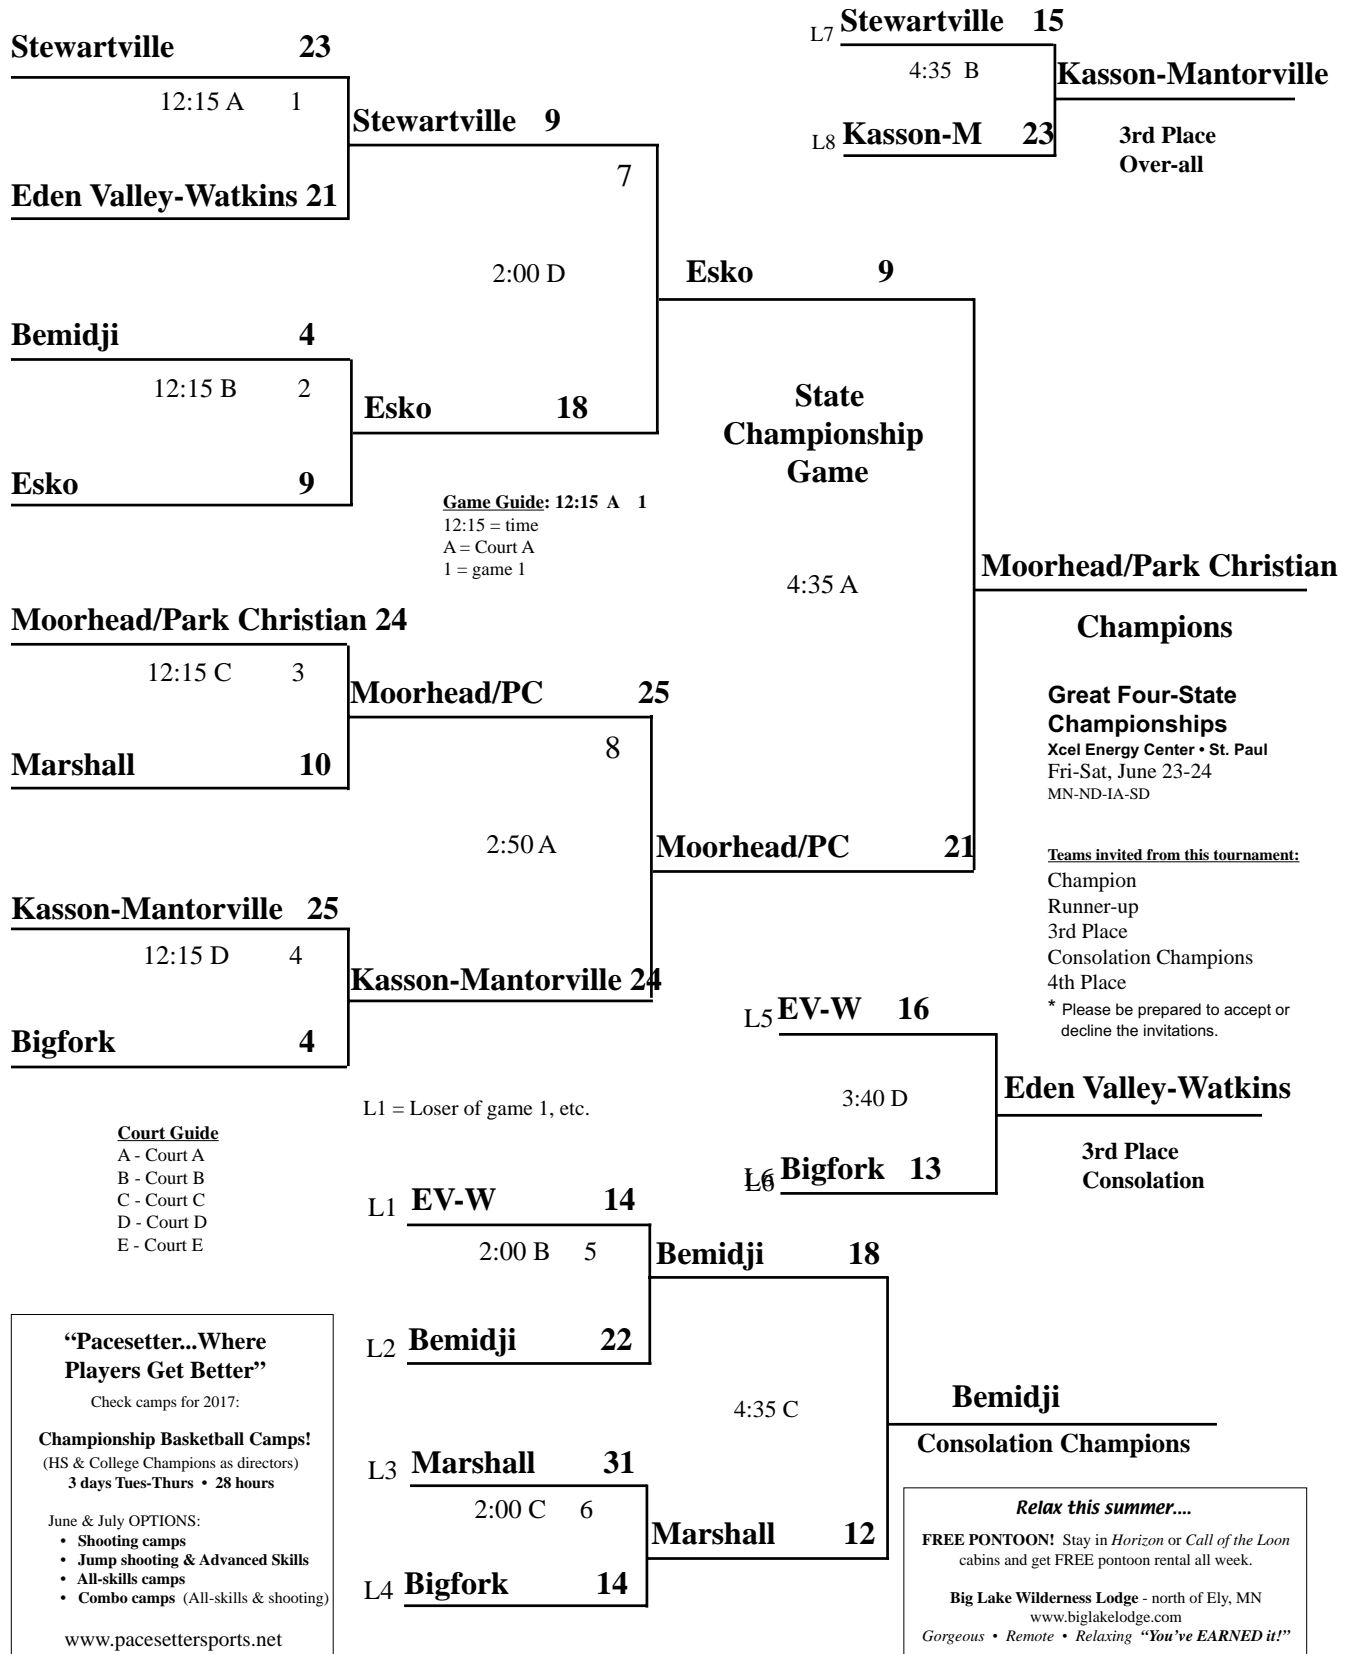 Stewartville 23
12:15 A 1
Eden Valley-Watkins 21
Stewartville 9
7
2:00 D
Bemidji 4
12:15 B 2
Esko 9
Esko 18
Game Guide: 12:15 A 1
12:15 = time
A = Court A
1 = game 1
Moorhead/Park Christian 24
12:15 C 3
Marshall 10
Moorhead/PC 25
8
2:50 A
Kasson-Mantorville 25
12:15 D 4
Bigfork 4
Kasson-Mantorville 24
Esko 9
State
Championship
Game
4:35 A
Moorhead/PC 21
Moorhead/Park Christian
Champions
L7 Stewartville 15
4:35 B
L8 Kasson-M 23
Kasson-Mantorville
3rd Place
Over-all
Great Four-State
Championships
Xcel Energy Center • St. Paul
Fri-Sat, June 23-24
MN-ND-IA-SD
Teams invited from this tournament:
Champion
Runner-up
3rd Place
Consolation Champions
4th Place
* Please be prepared to accept or
decline the invitations.
L5 EV-W 16
3:40 D
L6 Bigfork 13
Eden Valley-Watkins
3rd Place
Consolation
L1 = Loser of game 1, etc.
Court Guide
A - Court A
B - Court B
C - Court C
D - Court D
E - Court E
L1 EV-W 14
2:00 B 5
L2 Bemidji 22
Bemidji 18
4:35 C
L3 Marshall 31
2:00 C 6
L4 Bigfork 14
Marshall 12
Bemidji
Consolation Champions
“Pacesetter...Where
Players Get Better”
Check camps for 2017:
Championship Basketball Camps!
(HS & College Champions as directors)
3 days Tues-Thurs • 28 hours
June & July OPTIONS:
• Shooting camps
• Jump shooting & Advanced Skills
• All-skills camps
• Combo camps (All-skills & shooting)
www.pacesettersports.net
Relax this summer....
FREE PONTOON! Stay in Horizon or Call of the Loon
cabins and get FREE pontoon rental all week.
Big Lake Wilderness Lodge - north of Ely, MN
www.biglakelodge.com
Gorgeous • Remote • Relaxing “You’ve EARNED it!”